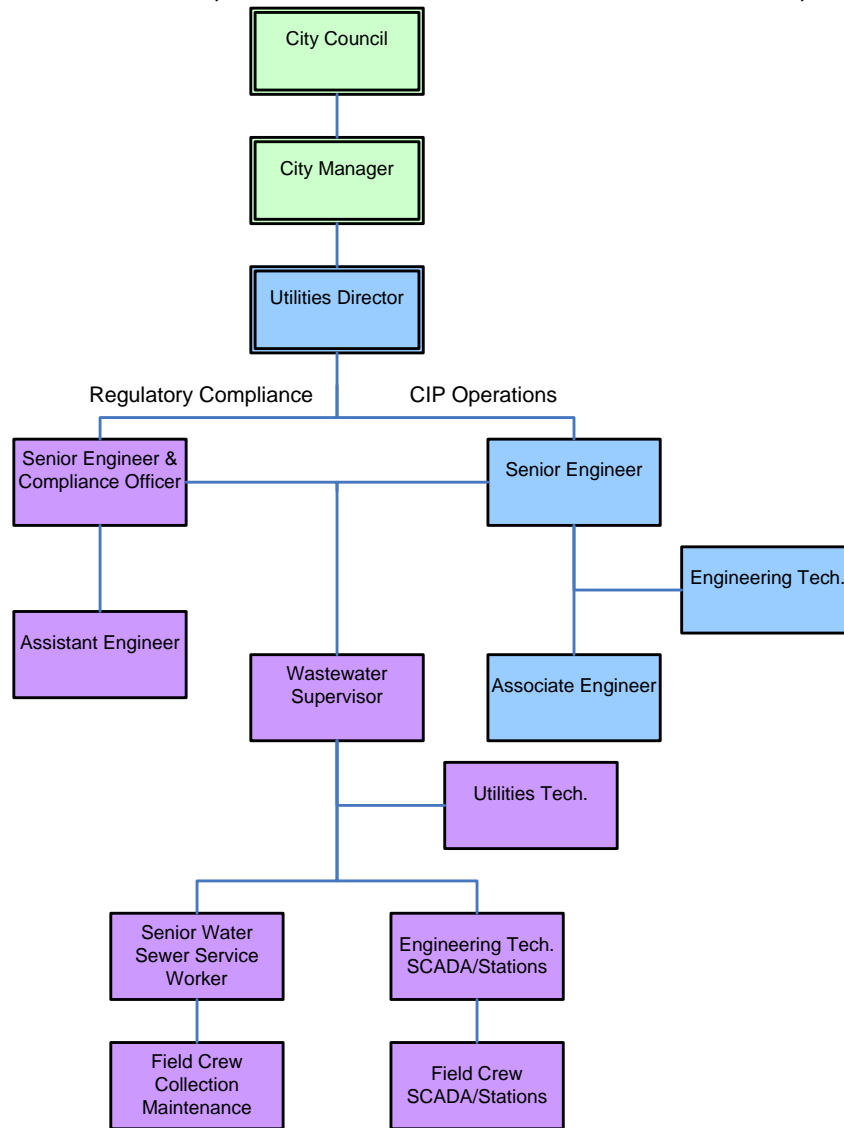 City Council
City Manager
Utilities Director
Regulatory Compliance
CIP Operations
Senior Engineer &
Compliance Officer
Senior Engineer
Engineering Tech.
Assistant Engineer
Wastewater
Supervisor
Associate Engineer
Utilities Tech.
Senior Water
Sewer Service
Worker
Engineering Tech.
SCADA/Stations
Field Crew
Collection
Maintenance
Field Crew
SCADA/Stations